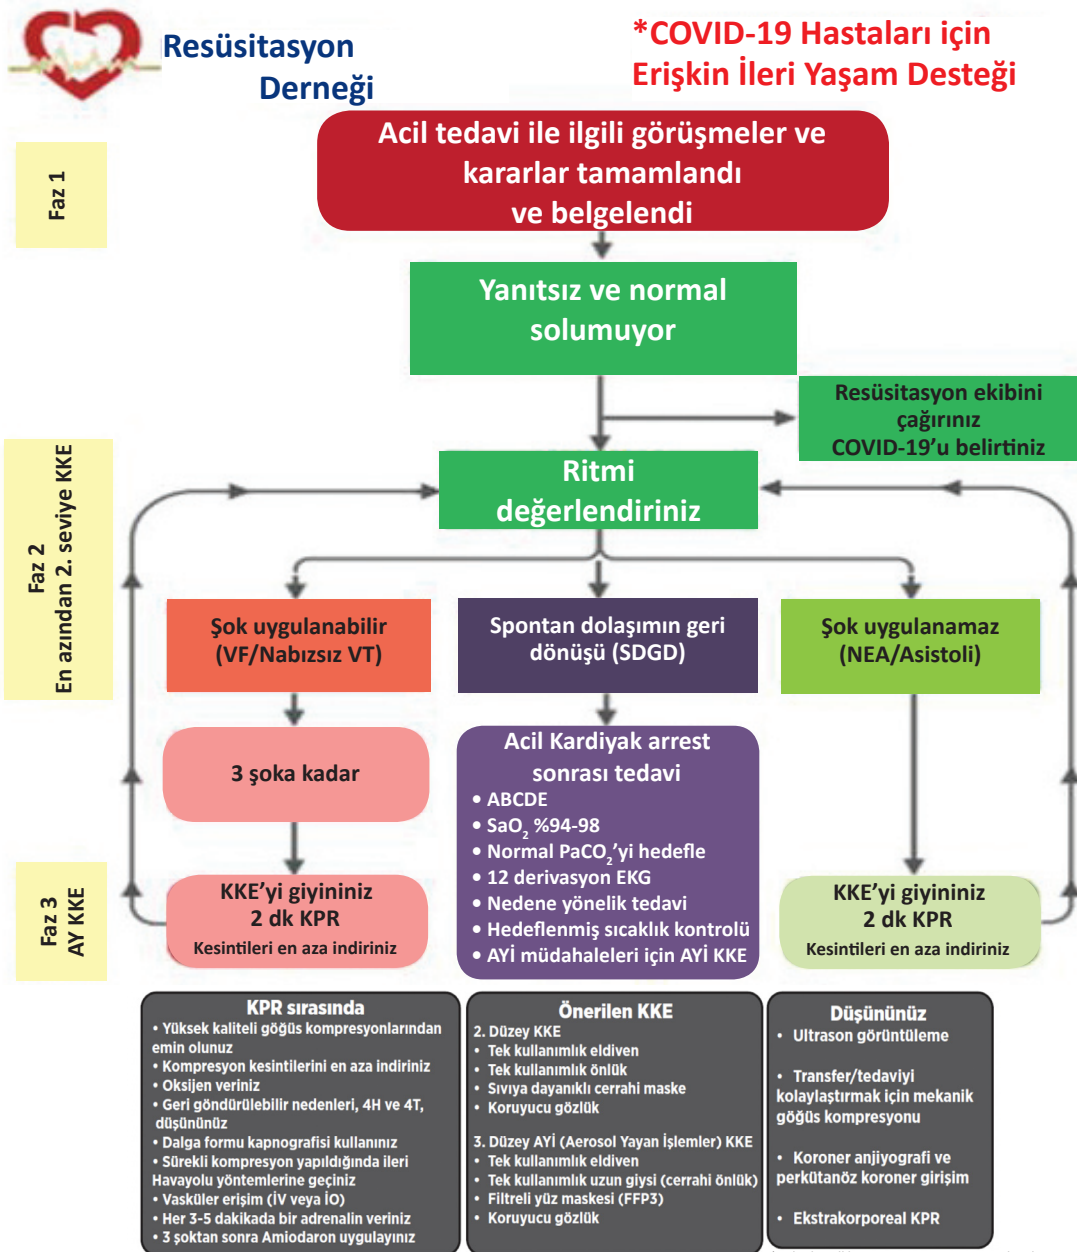 Resüsitasyon
Derneği
*COVID-19 Hastaları için
Erişkin İleri Yaşam Desteği
Faz 1
Acil tedavi ile ilgili görüşmeler ve
kararlar tamamlandı
ve belgelendi
Yanıtsız ve normal
solumuyor
Resüsitasyon ekibini
çağırınız
COVID-19'u belirtiniz
Faz 2
En azından 2. seviye KKE
Ritmi
değerlendiriniz
Şok uygulanabilir
(VF/Nabızsız VT)
Spontan dolaşımın geri
dönüşü (SDGD)
Şok uygulanamaz
(NEA/Asistoli)
3 şoka kadar
Acil Kardiyak arrest
sonrası tedavi
• ABCDE
• SaO₂ %94-98
• Normal PaCO₂'yi hedefle
• 12 derivasyon EKG
• Nedene yönelik tedavi
• Hedeflenmiş sıcaklık kontrolü
• AYİ müdahaleleri için AYİ KKE
Faz 3
AY KKE
KKE'yi giyininiz
2 dk KPR
Kesintileri en aza indiriniz
KKE'yi giyininiz
2 dk KPR
Kesintileri en aza indiriniz
KPR sırasında
• Yüksek kaliteli göğüs kompresyonlarından
emin olunuz
• Kompresyon kesintilerini en aza indiriniz
• Oksijen veriniz
• Geri göndürülebilir nedenleri, 4H ve 4T,
düşününüz
• Dalga formu kapnografisi kullanınız
• Sürekli kompresyon yapıldığında ileri
Havayolu yöntemlerine geçiniz
• Vasküler erişim (İV veya İO)
• Her 3-5 dakikada bir adrenalin veriniz
• 3 şoktan sonra Amiodaron uygulayınız
Önerilen KKE
2. Düzey KKE
• Tek kullanımlık eldiven
• Tek kullanımlık önlük
• Sıvıya dayanıklı cerrahi maske
• Koruyucu gözlük
3. Düzey AYİ (Aerosol Yayan İşlemler) KKE
• Tek kullanımlık eldiven
• Tek kullanımlık uzun giysi (cerrahi önlük)
• Filtreli yüz maskesi (FFP3)
• Koruyucu gözlük
Düşününüz
• Ultrason görüntüleme
• Transfer/tedaviyi
kolaylaştırmak için mekanik
göğüs kompresyonu
• Koroner anjiyografi ve
perkütanöz koroner girişim
• Ekstrakorporeal KPR